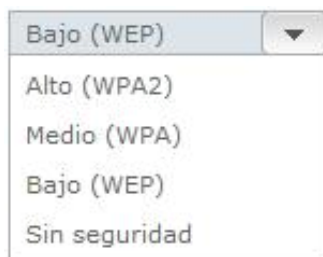 Bajo (WEP)
Alto (WPA2)
Medio (WPA)
Bajo (WEP)
Sin seguridad